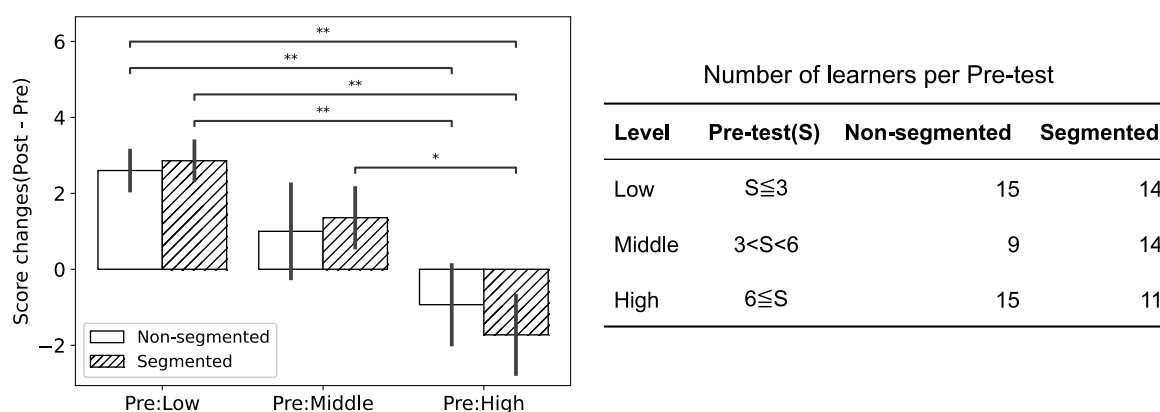 Score changes(Post - Pre)
6
4
2
0
−2
**
**
**
**
*
Non-segmented
Segmented
Pre:Low
Pre:Middle
Pre:High
Number of learners per Pre-test
Level Pre-test(S) Non-segmented Segmented
Low S≦3 15 14
Middle 3<S<6 9 14
High 6≦S 15 11